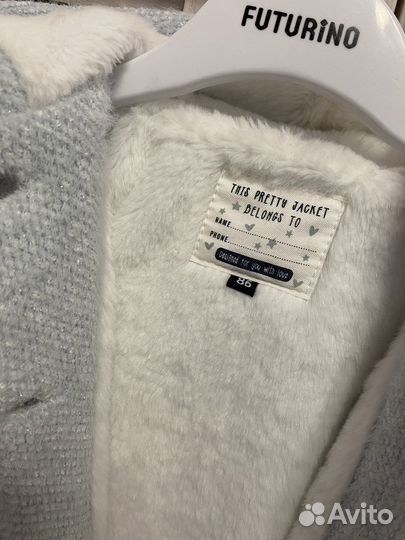 FUTURiNO
THIS PRETTY JACKET
BELONGS TO
NAME
PHONE
Designed for you with love
86
Avito